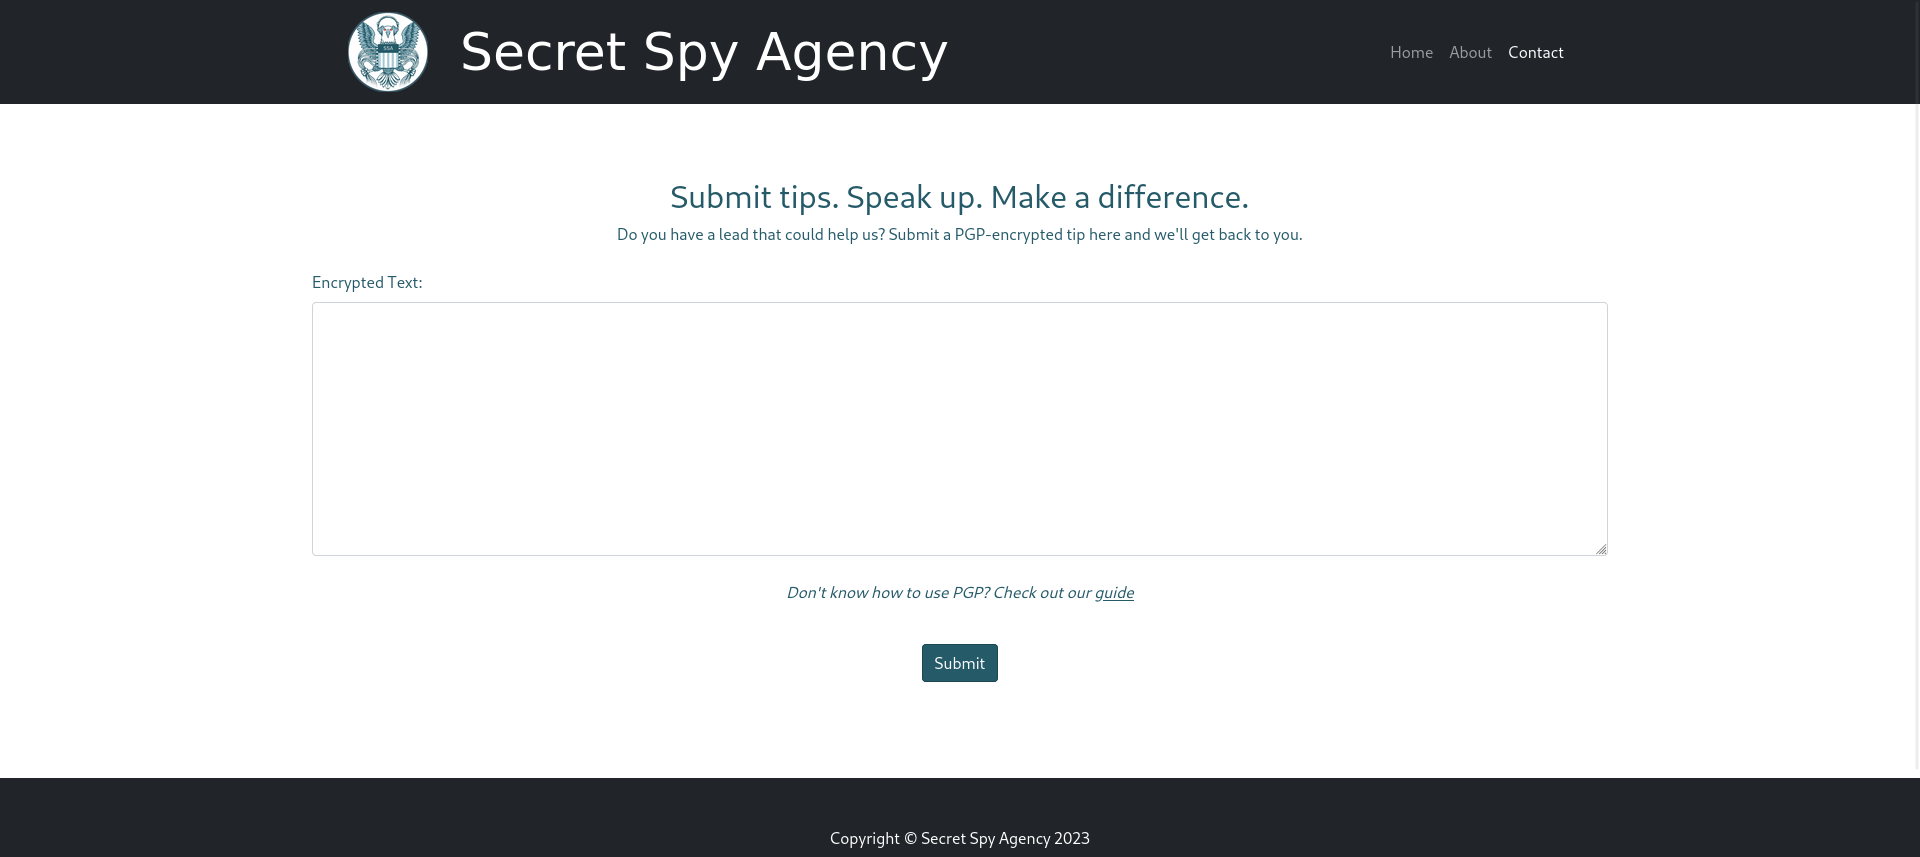 SSA
Secret Spy Agency
Home About Contact
Submit tips. Speak up. Make a difference.
Do you have a lead that could help us? Submit a PGP-encrypted tip here and we'll get back to you.
Encrypted Text:
Don't know how to use PGP? Check out our guide
Submit
Copyright © Secret Spy Agency 2023